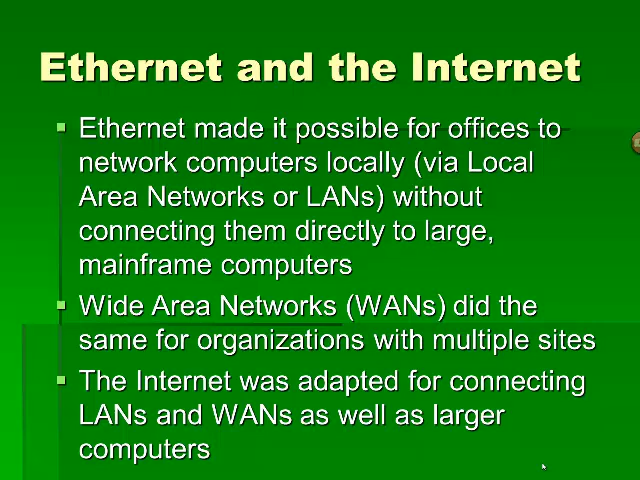 Ethernet and the Internet
Ethernet made it possible for offices to
network computers locally (via Local
Area Networks or LANs) without
connecting them directly to large,
mainframe computers
Wide Area Networks (WANs) did the
same for organizations with multiple sites
The Internet was adapted for connecting
LANs and WANs as well as larger
computers